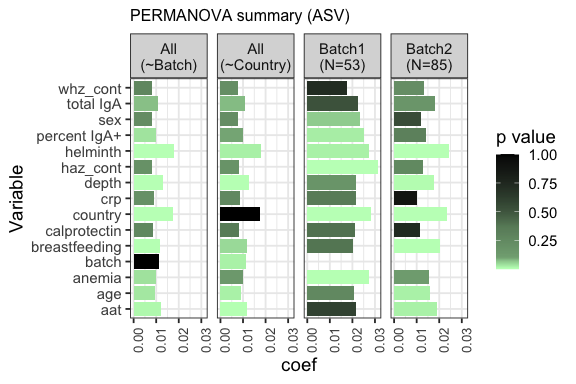 PERMANOVA summary (ASV)
All
(~Batch)
All
(~Country)
Batch1
(N=53)
Batch2
(N=85)
whz_cont
total IgA
sex
percent IgA+
helminth
haz_cont
depth
crp
country
calprotectin
breastfeeding
batch
anemia
age
aat
Variable
0.00 0.01 0.02 0.03 0.00 0.01 0.02 0.03 0.00 0.01 0.02 0.03 0.00 0.01 0.02 0.03
coef
p value
1.00
0.75
0.50
0.25